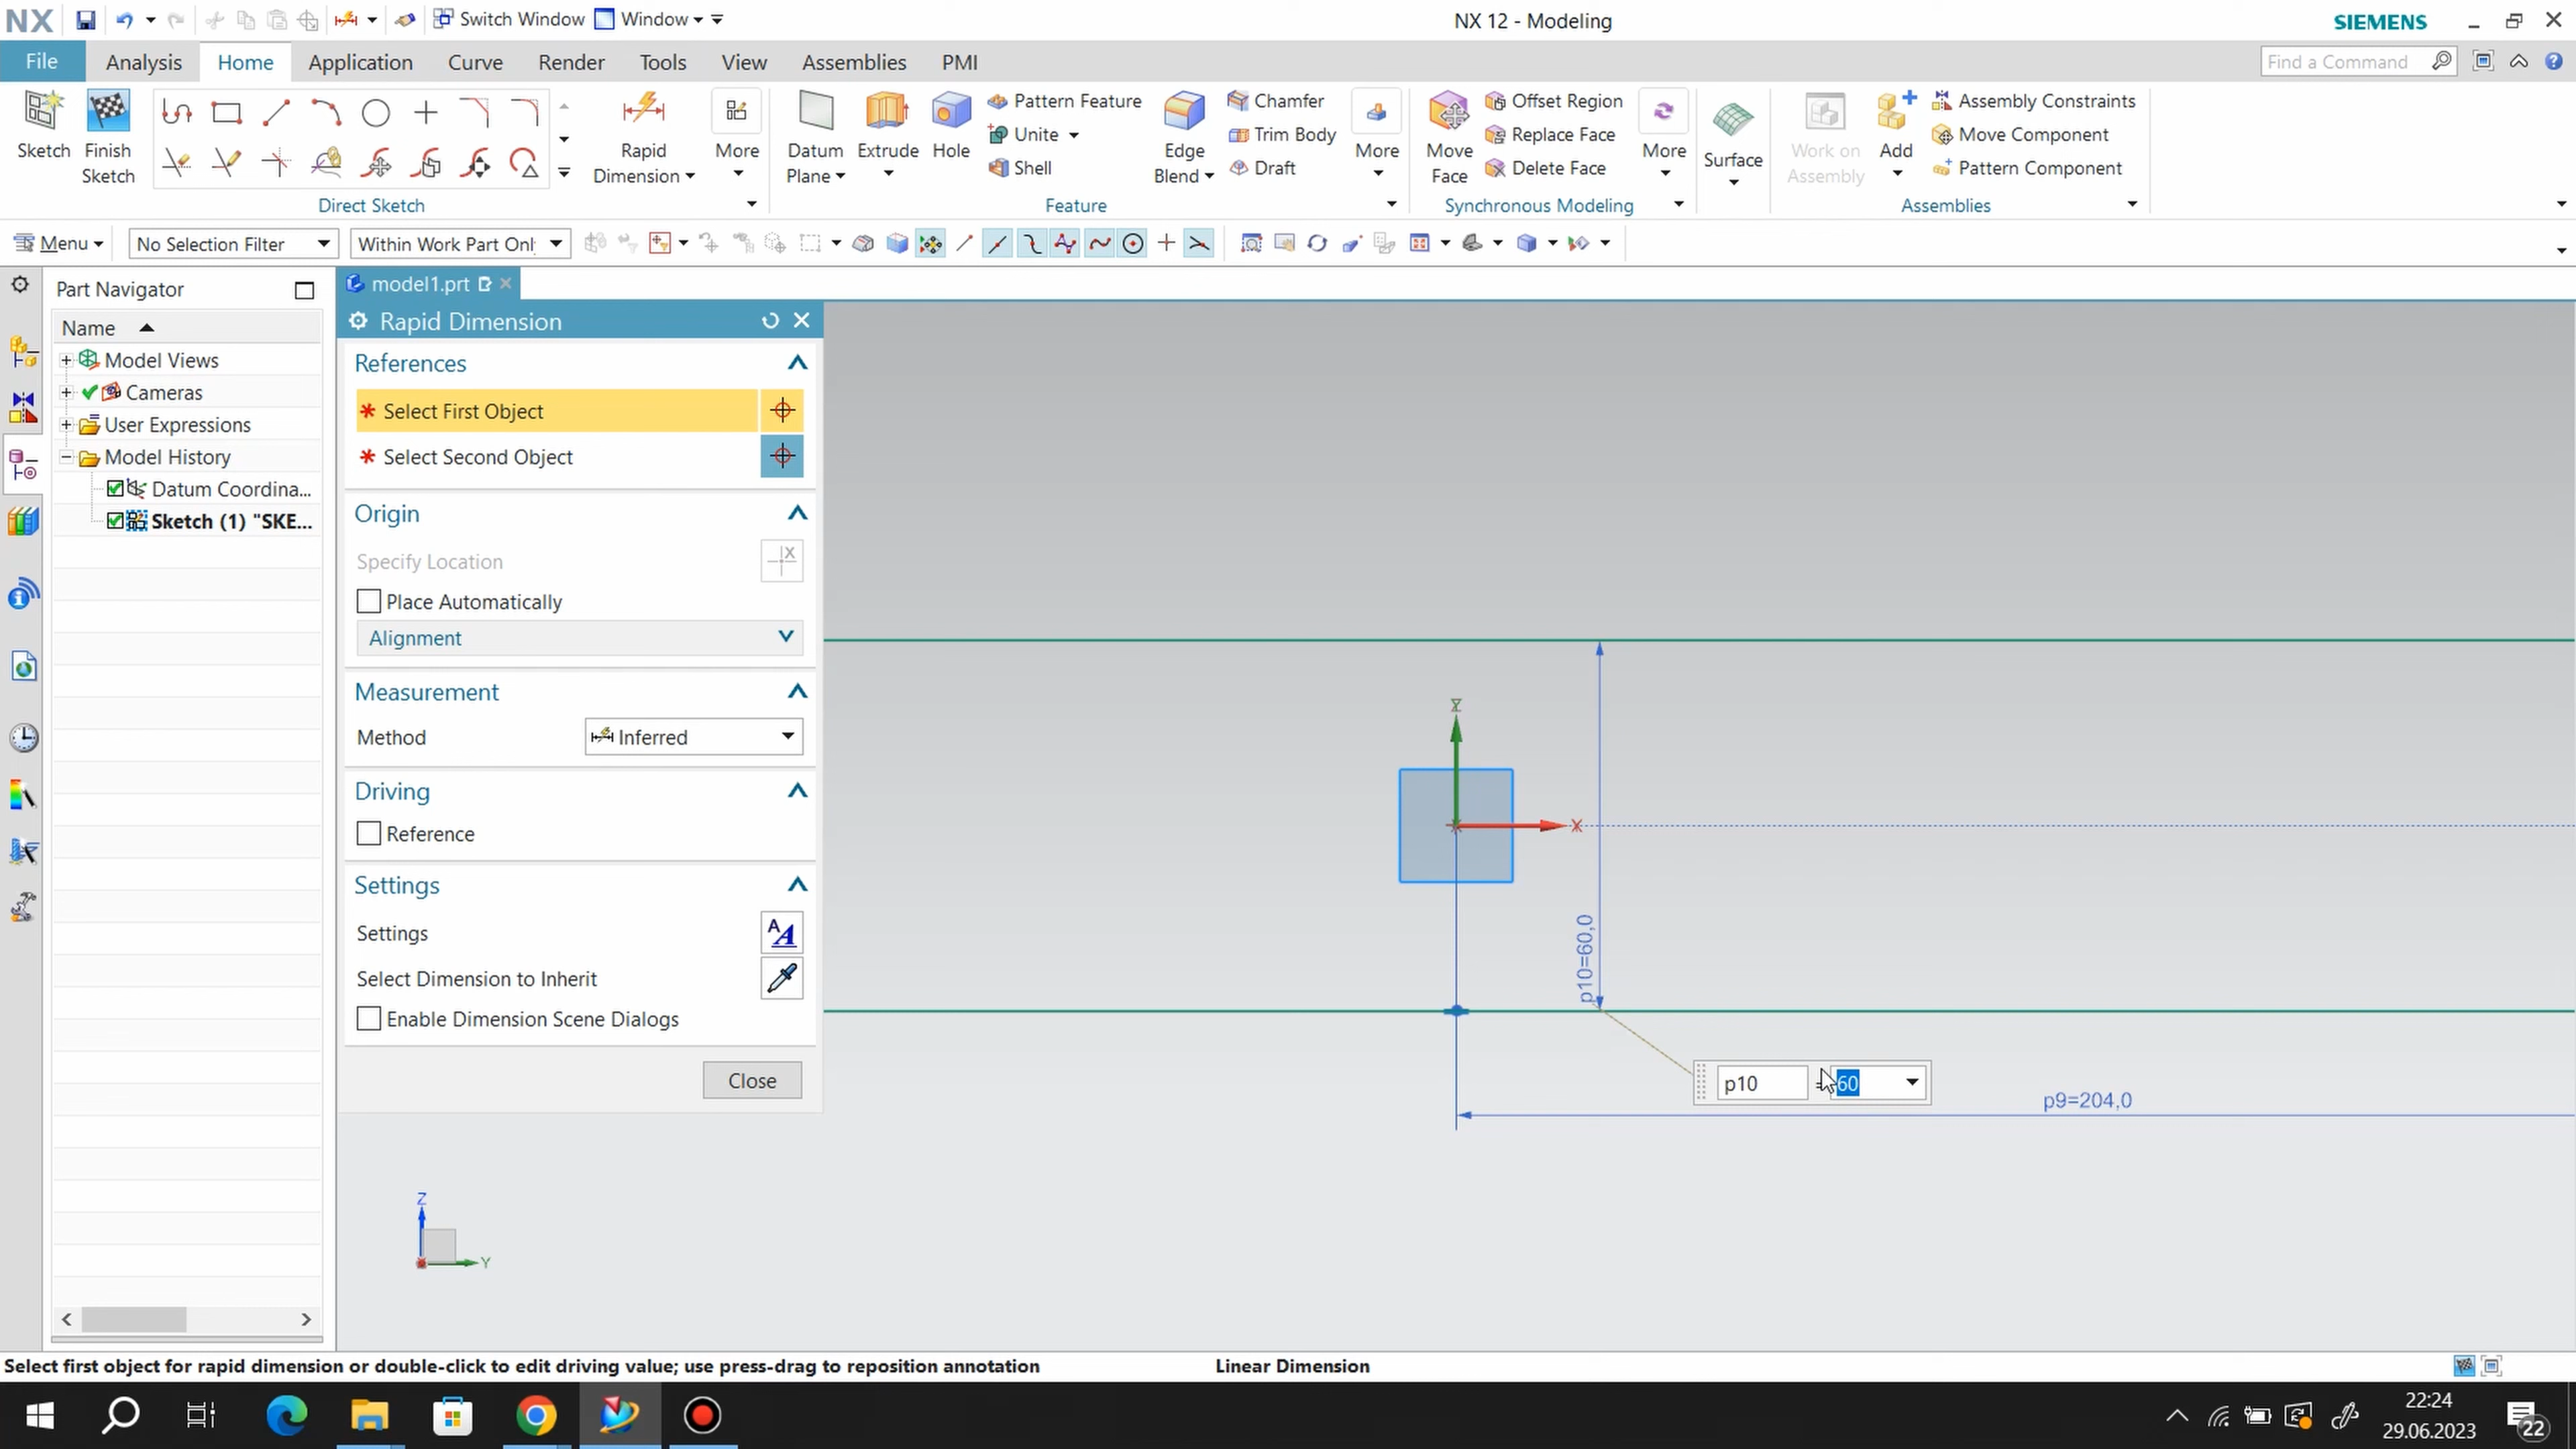 NX
Switch Window
Window
NX 12 - Modeling
SIEMENS
File
Analysis
Home
Application
Curve
Render
Tools
View
Assemblies
PMI
Find a Command
Sketch
Finish Sketch
Rapid Dimension
More
Datum Plane
Extrude
Hole
Pattern Feature
Unite
Shell
Edge Blend
Chamfer
Trim Body
Draft
More
Move Face
Offset Region
Replace Face
Delete Face
More
Surface
Work on Assembly
Add
Assembly Constraints
Move Component
Pattern Component
Direct Sketch
Feature
Synchronous Modeling
Assemblies
Menu
No Selection Filter
Within Work Part Onl
Part Navigator
Name
Model Views
Cameras
User Expressions
Model History
Datum Coordina...
Sketch (1) "SKE...
model1.prt
Rapid Dimension
References
* Select First Object
* Select Second Object
Origin
Specify Location
Place Automatically
Alignment
Measurement
Method
Inferred
Driving
Reference
Settings
Settings
Select Dimension to Inherit
Enable Dimension Scene Dialogs
Close
X
p10=60,0
p10
60
p9=204,0
Z
Y
Select first object for rapid dimension or double-click to edit driving value; use press-drag to reposition annotation
Linear Dimension
22:24
29.06.2023
22